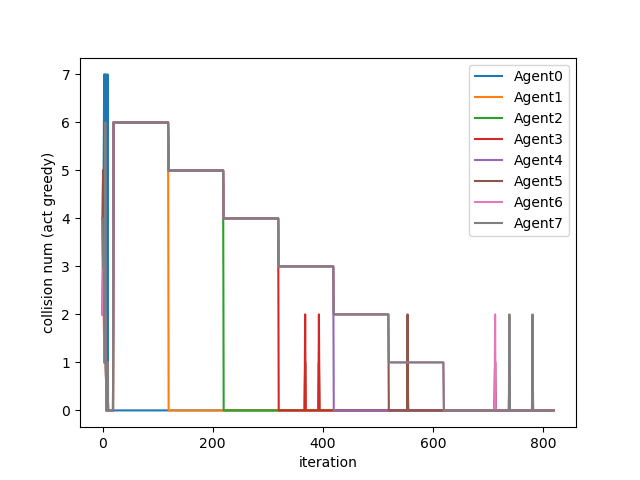 7
6
5
4
3
2
1
0
collision num (act greedy)
0
200
400
600
800
iteration
Agent0
Agent1
Agent2
Agent3
Agent4
Agent5
Agent6
Agent7